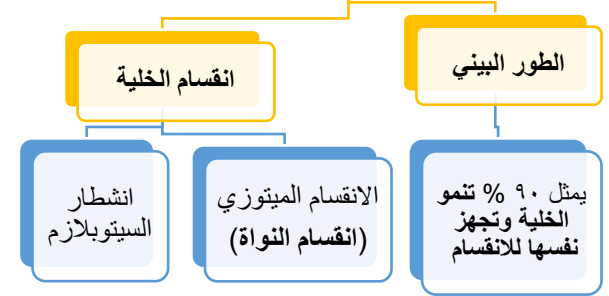 الطور البيني
انقسام الخلية
يمثل ٩٠ % تنمو
الخلية وتجهز
نفسها للانقسام
الانقسام الميتوزي
(انقسام النواة)
انشطار
السيتوبلازم